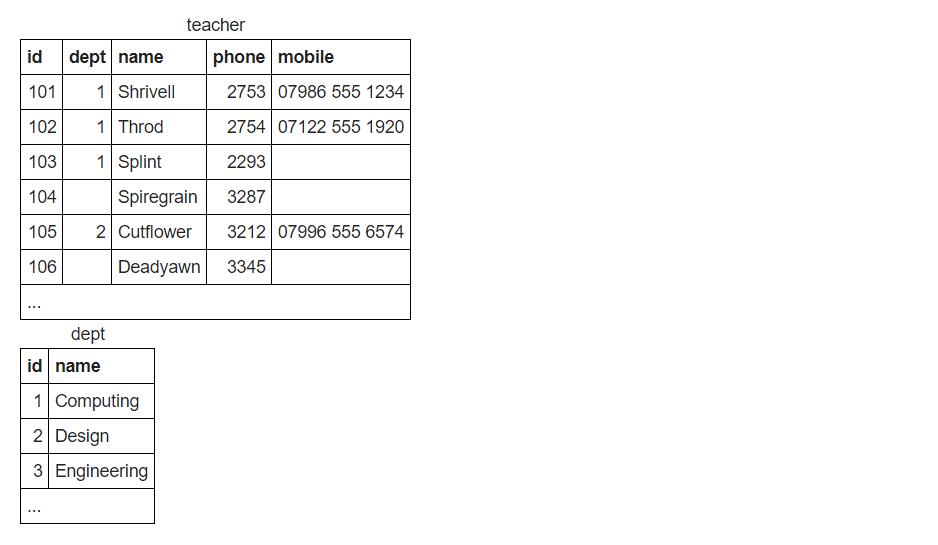 teacher
id dept name phone mobile
101 1 Shrivell 2753 07986 555 1234
102 1 Throd 2754 07122 555 1920
103 1 Splint 2293
104 Spiregrain 3287
105 2 Cutflower 3212 07996 555 6574
106 Deadyawn 3345
...
dept
id name
1 Computing
2 Design
3 Engineering
...